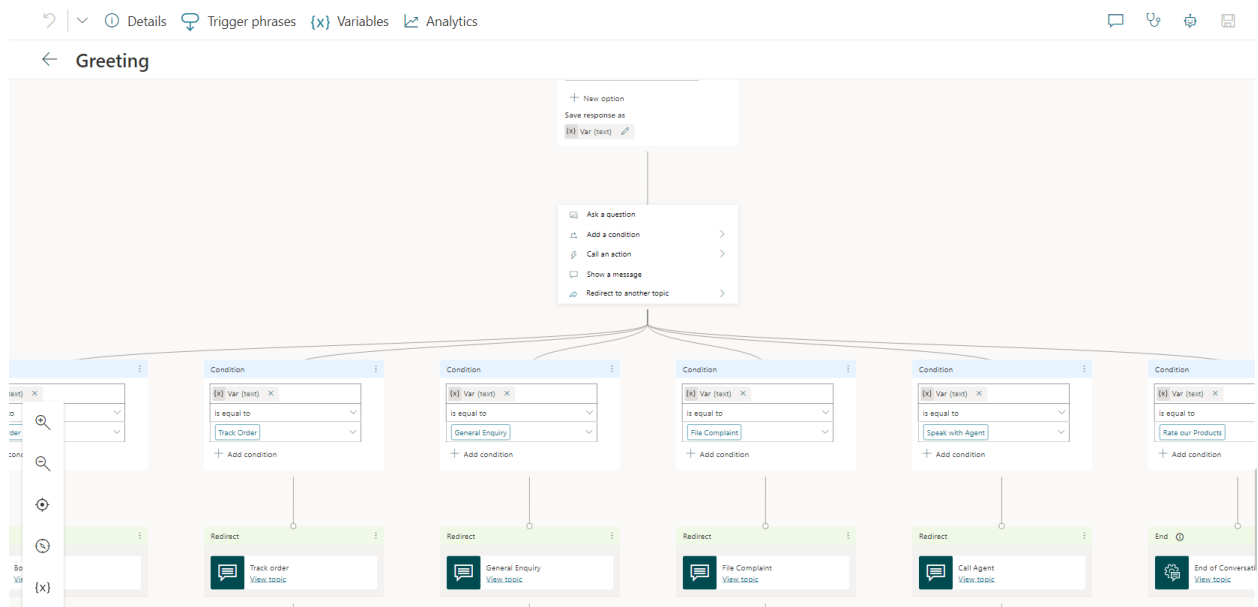 Details Trigger phrases {x} Variables Analytics
Greeting
New option
Save response as
{x} Var (text)
Ask a question
Add a condition
Call an action
Show a message
Redirect to another topic
Condition Condition Condition Condition Condition
{x} Var (text) {x} Var (text) {x} Var (text) {x} Var (text) {x} Var (text)
is equal to is equal to is equal to is equal to is equal to
Track Order General Enquiry File Complaint Speak with Agent Rate our Products
Add condition Add condition Add condition Add condition Add condition
Redirect Redirect Redirect Redirect End
Track order General Enquiry File Complaint Call Agent End of Conversati
View topic View topic View topic View topic View topic
{x}